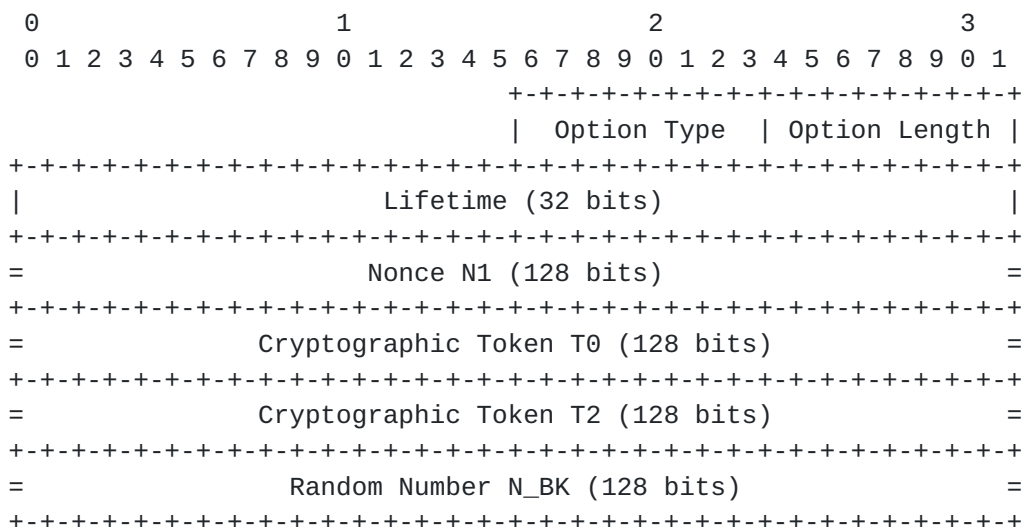 0                   1                   2                   3
 0 1 2 3 4 5 6 7 8 9 0 1 2 3 4 5 6 7 8 9 0 1 2 3 4 5 6 7 8 9 0 1
                                +-+-+-+-+-+-+-+-+-+-+-+-+-+-+-+-+
                                |  Option Type  | Option Length |
+-+-+-+-+-+-+-+-+-+-+-+-+-+-+-+-+-+-+-+-+-+-+-+-+-+-+-+-+-+-+-+-+
|                       Lifetime (32 bits)                      |
+-+-+-+-+-+-+-+-+-+-+-+-+-+-+-+-+-+-+-+-+-+-+-+-+-+-+-+-+-+-+-+-+
=                      Nonce N1 (128 bits)                      =
+-+-+-+-+-+-+-+-+-+-+-+-+-+-+-+-+-+-+-+-+-+-+-+-+-+-+-+-+-+-+-+-+
=               Cryptographic Token T0 (128 bits)               =
+-+-+-+-+-+-+-+-+-+-+-+-+-+-+-+-+-+-+-+-+-+-+-+-+-+-+-+-+-+-+-+-+
=               Cryptographic Token T2 (128 bits)               =
+-+-+-+-+-+-+-+-+-+-+-+-+-+-+-+-+-+-+-+-+-+-+-+-+-+-+-+-+-+-+-+-+
=                 Random Number N_BK (128 bits)                 =
+-+-+-+-+-+-+-+-+-+-+-+-+-+-+-+-+-+-+-+-+-+-+-+-+-+-+-+-+-+-+-+-+